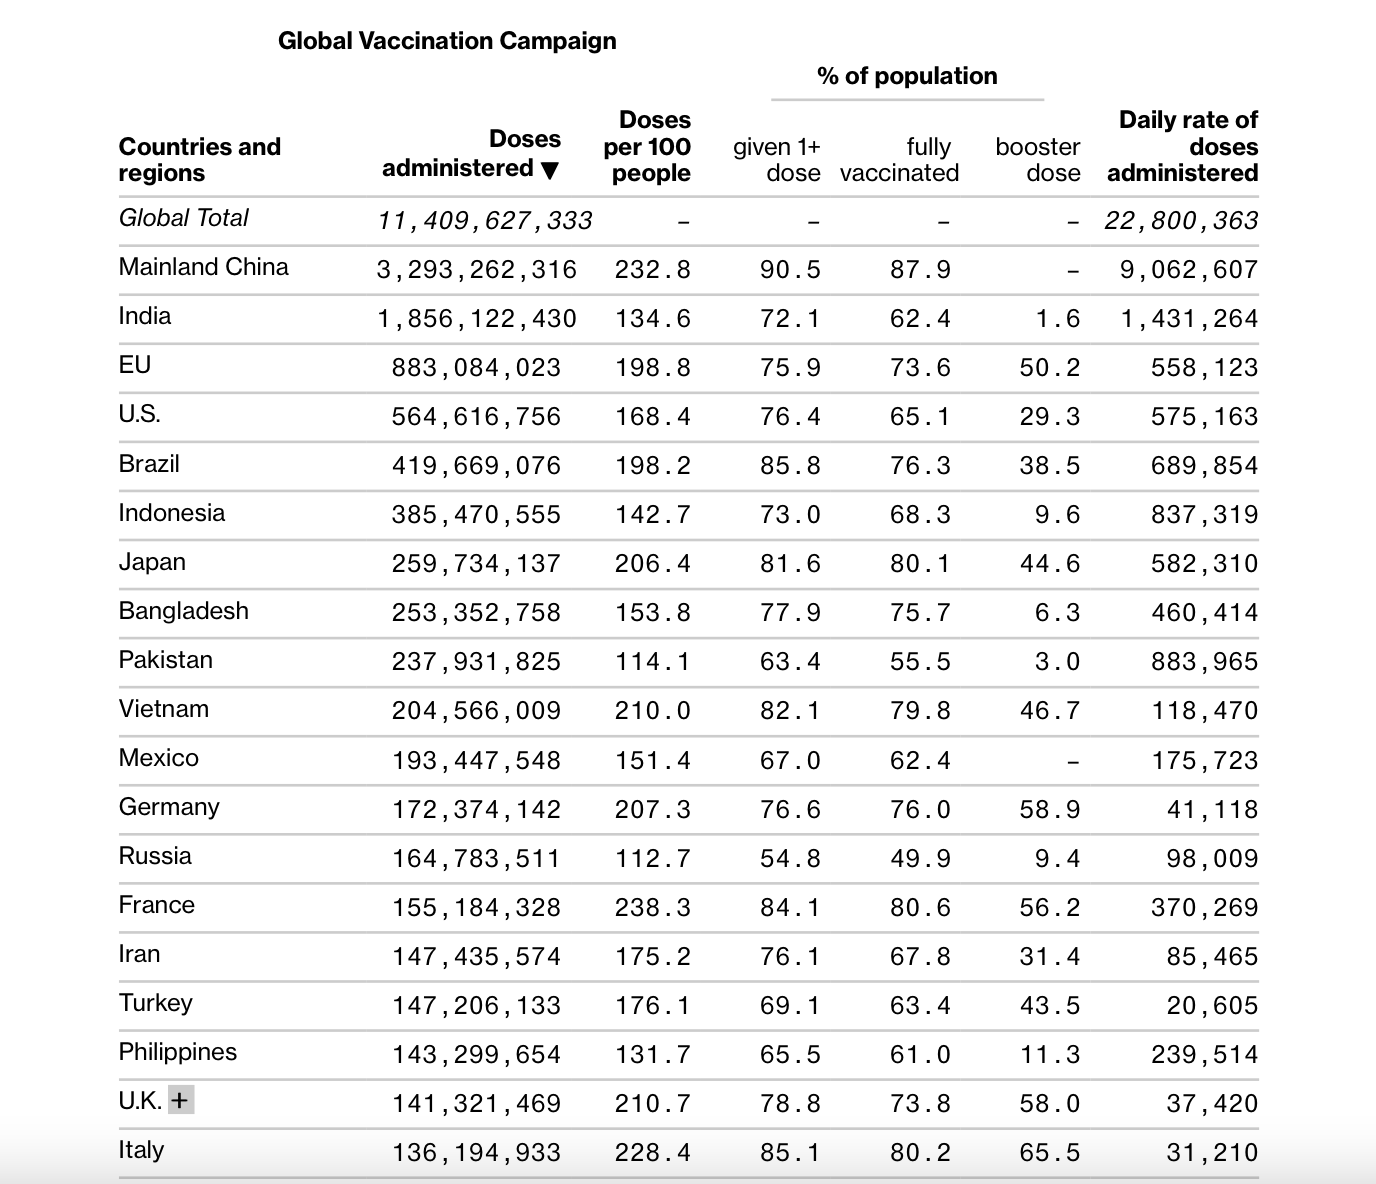 Global Vaccination Campaign
% of population
Countries and regions Doses administered ▼ Doses per 100 people given 1+ dose fully vaccinated booster dose Daily rate of doses administered
Global Total 11,409,627,333 – – – – 22,800,363
Mainland China 3,293,262,316 232.8 90.5 87.9 – 9,062,607
India 1,856,122,430 134.6 72.1 62.4 1.6 1,431,264
EU 883,084,023 198.8 75.9 73.6 50.2 558,123
U.S. 564,616,756 168.4 76.4 65.1 29.3 575,163
Brazil 419,669,076 198.2 85.8 76.3 38.5 689,854
Indonesia 385,470,555 142.7 73.0 68.3 9.6 837,319
Japan 259,734,137 206.4 81.6 80.1 44.6 582,310
Bangladesh 253,352,758 153.8 77.9 75.7 6.3 460,414
Pakistan 237,931,825 114.1 63.4 55.5 3.0 883,965
Vietnam 204,566,009 210.0 82.1 79.8 46.7 118,470
Mexico 193,447,548 151.4 67.0 62.4 – 175,723
Germany 172,374,142 207.3 76.6 76.0 58.9 41,118
Russia 164,783,511 112.7 54.8 49.9 9.4 98,009
France 155,184,328 238.3 84.1 80.6 56.2 370,269
Iran 147,435,574 175.2 76.1 67.8 31.4 85,465
Turkey 147,206,133 176.1 69.1 63.4 43.5 20,605
Philippines 143,299,654 131.7 65.5 61.0 11.3 239,514
U.K. + 141,321,469 210.7 78.8 73.8 58.0 37,420
Italy 136,194,933 228.4 85.1 80.2 65.5 31,210